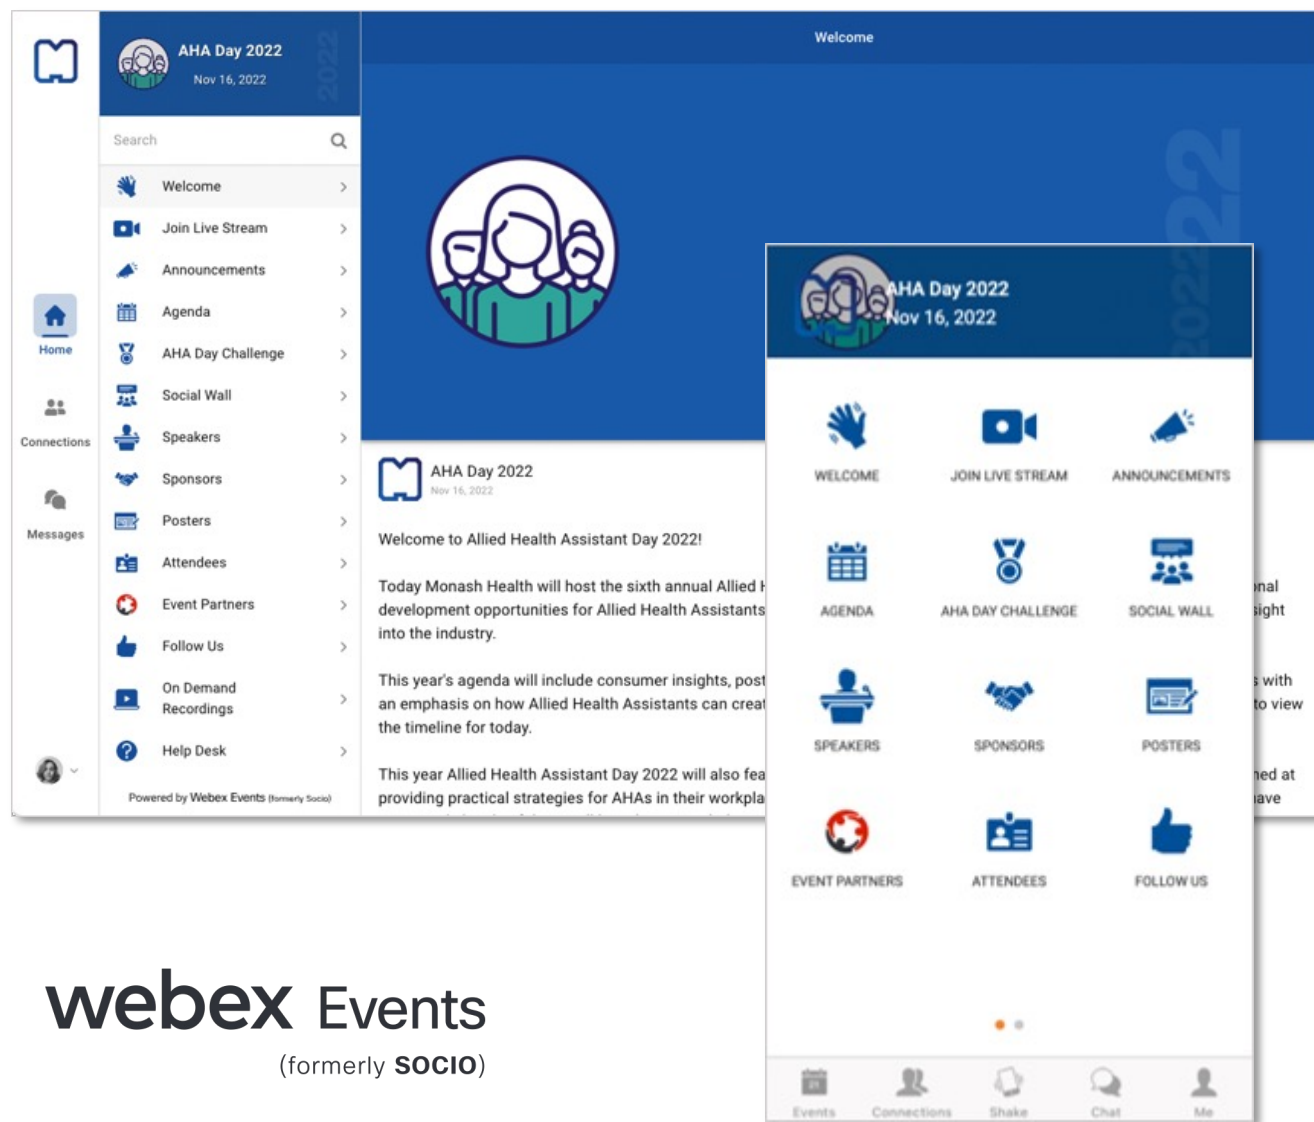 AHA Day 2022
Nov 16, 2022
2022
Search
Welcome
Join Live Stream
Announcements
Agenda
AHA Day Challenge
Social Wall
Speakers
Sponsors
Posters
Attendees
Event Partners
Follow Us
On Demand
Recordings
Help Desk
Powered by Webex Events (formerly Socio)
Home
Connections
Messages
Welcome
2022
AHA Day 2022
Nov 16, 2022
Welcome to Allied Health Assistant Day 2022!
Today Monash Health will host the sixth annual Allied
development opportunities for Allied Health Assistants
into the industry.
This year's agenda will include consumer insights, post
with
an emphasis on how Allied Health Assistants can creat
to view
the timeline for today.
This year Allied Health Assistant Day 2022 will also fea
at
providing practical strategies for AHAs in their workpla
AHA Day 2022
Nov 16, 2022
2022
WELCOME
JOIN LIVE STREAM
ANNOUNCEMENTS
AGENDA
AHA DAY CHALLENGE
SOCIAL WALL
SPEAKERS
SPONSORS
POSTERS
EVENT PARTNERS
ATTENDEES
FOLLOW US
Events
Connections
Shake
Chat
Me
webex Events
(formerly SOCIO)